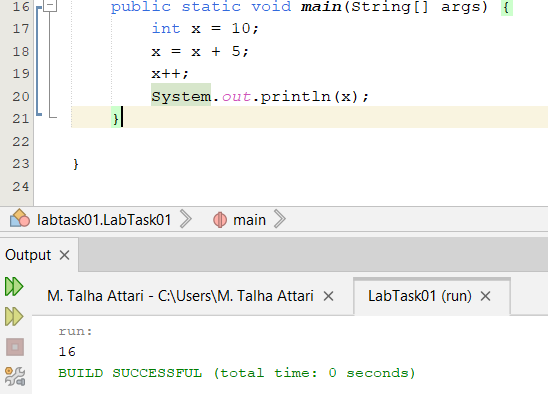 16 public static void main(String[] args) {
17 int x = 10;
18 x = x + 5;
19 x++;
20 System.out.println(x);
21 }
22
23 }
24
labtask01.LabTask01 main
Output
M. Talha Attari - C:\Users\M. Talha Attari LabTask01 (run)
run:
16
BUILD SUCCESSFUL (total time: 0 seconds)